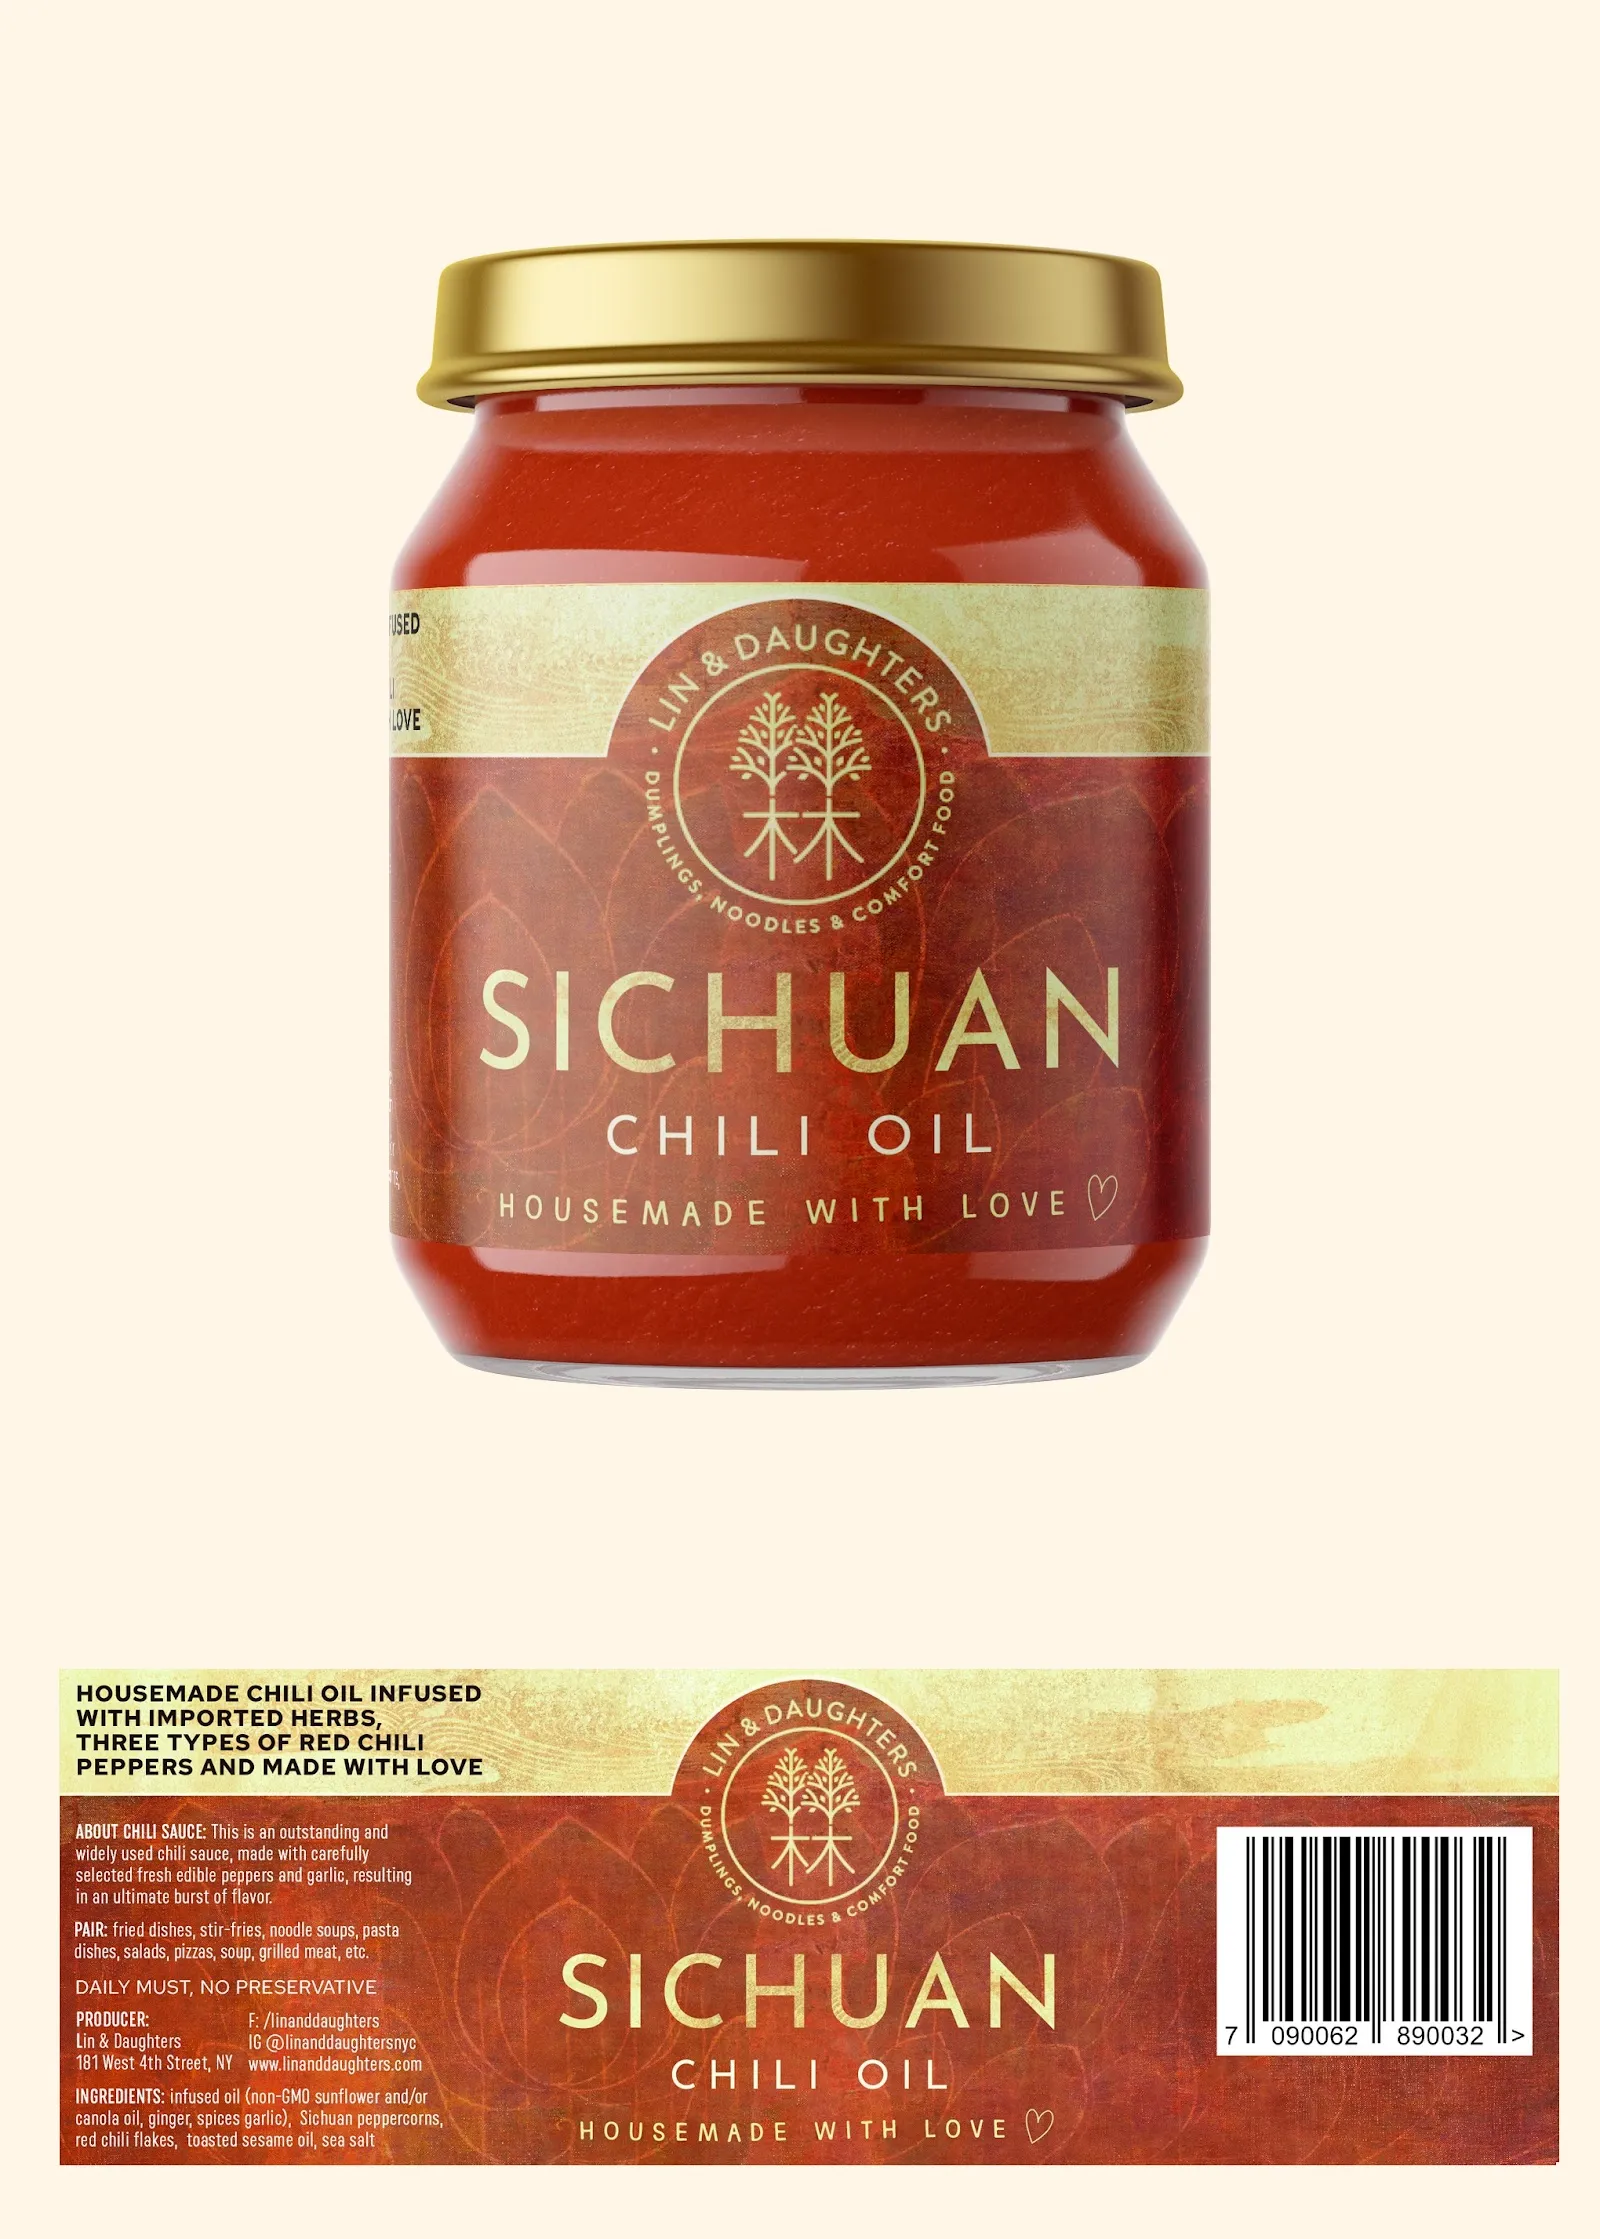 FUSED
LI
LOVE
LIN & DAUGHTERS
林
DUMPLINGS, NOODLES & COMFORT FOOD
SICHUAN
CHILI OIL
HOUSEMADE WITH LOVE
HOUSEMADE CHILI OIL INFUSED
WITH IMPORTED HERBS,
THREE TYPES OF RED CHILI
PEPPERS AND MADE WITH LOVE
ABOUT CHILI SAUCE: This is an outstanding and
widely used chili sauce, made with carefully
selected fresh edible peppers and garlic, resulting
in an ultimate burst of flavor.
PAIR: fried dishes, stir-fries, noodle soups, pasta
dishes, salads, pizzas, soup, grilled meat, etc.
DAILY MUST, NO PRESERVATIVE
PRODUCER:
Lin & Daughters
181 West 4th Street, NY
F: /linanddaughters
IG @linanddaughtersnyc
www.linanddaughters.com
INGREDIENTS: infused oil (non-GMO sunflower and/or
canola oil, ginger, spices garlic), Sichuan peppercorns,
red chili flakes, toasted sesame oil, sea salt
LIN & DAUGHTERS
林
DUMPLINGS, NOODLES & COMFORT FOOD
SICHUAN
CHILI OIL
HOUSEMADE WITH LOVE
7 090062 890032 >